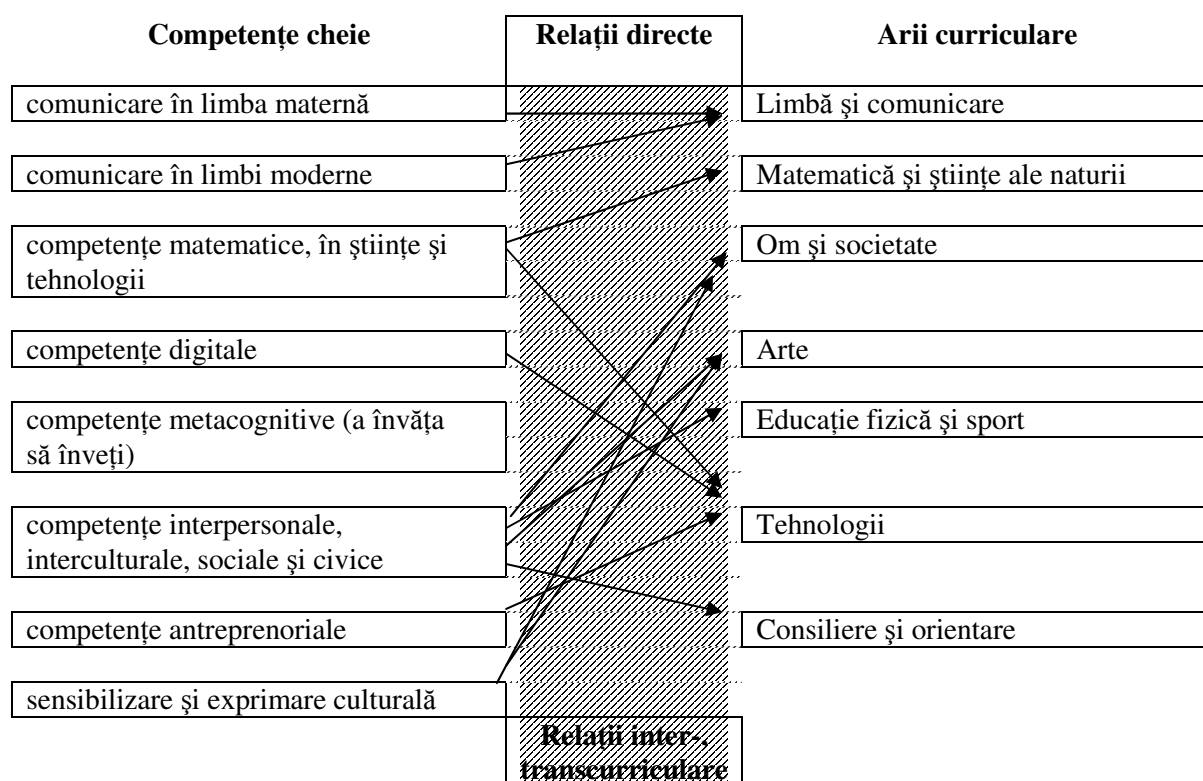 Competențe cheie
Relații directe
Arii curriculare
comunicare în limba maternă
Limbă şi comunicare
comunicare în limbi moderne
Matematică şi ştiințe ale naturii
competențe matematice, în ştiințe şi
tehnologii
Om şi societate
competențe digitale
Arte
competențe metacognitive (a învăța
să înveți)
Educație fizică şi sport
competențe interpersonale,
interculturale, sociale şi civice
Tehnologii
competențe antreprenoriale
Consiliere şi orientare
sensibilizare şi exprimare culturală
Relații inter-,
transcurriculare